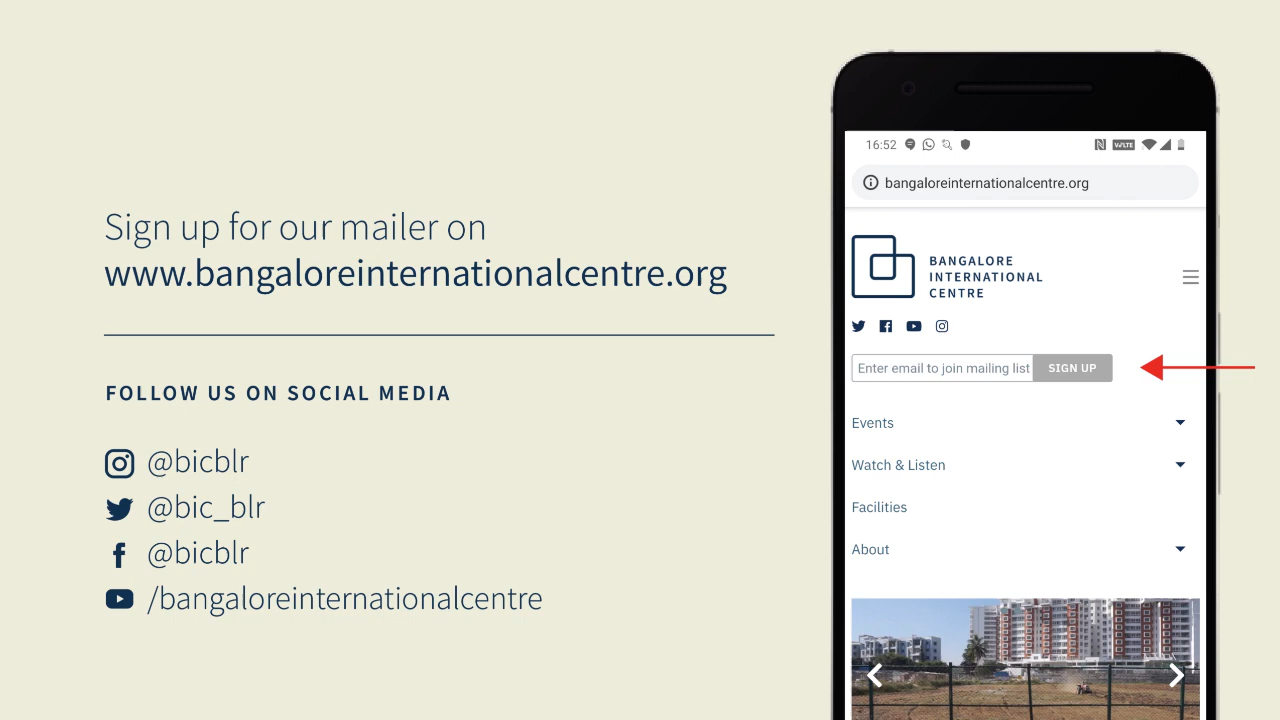 Sign up for our mailer on
www.bangaloreinternationalcentre.org
FOLLOW US ON SOCIAL MEDIA
@bicblr
@bic_blr
@bicblr
/bangaloreinternationalcentre
16:52
VoLTE
bangaloreinternationalcentre.org
BANGALORE
INTERNATIONAL
CENTRE
Enter email to join mailing list
SIGN UP
Events
Watch & Listen
Facilities
About